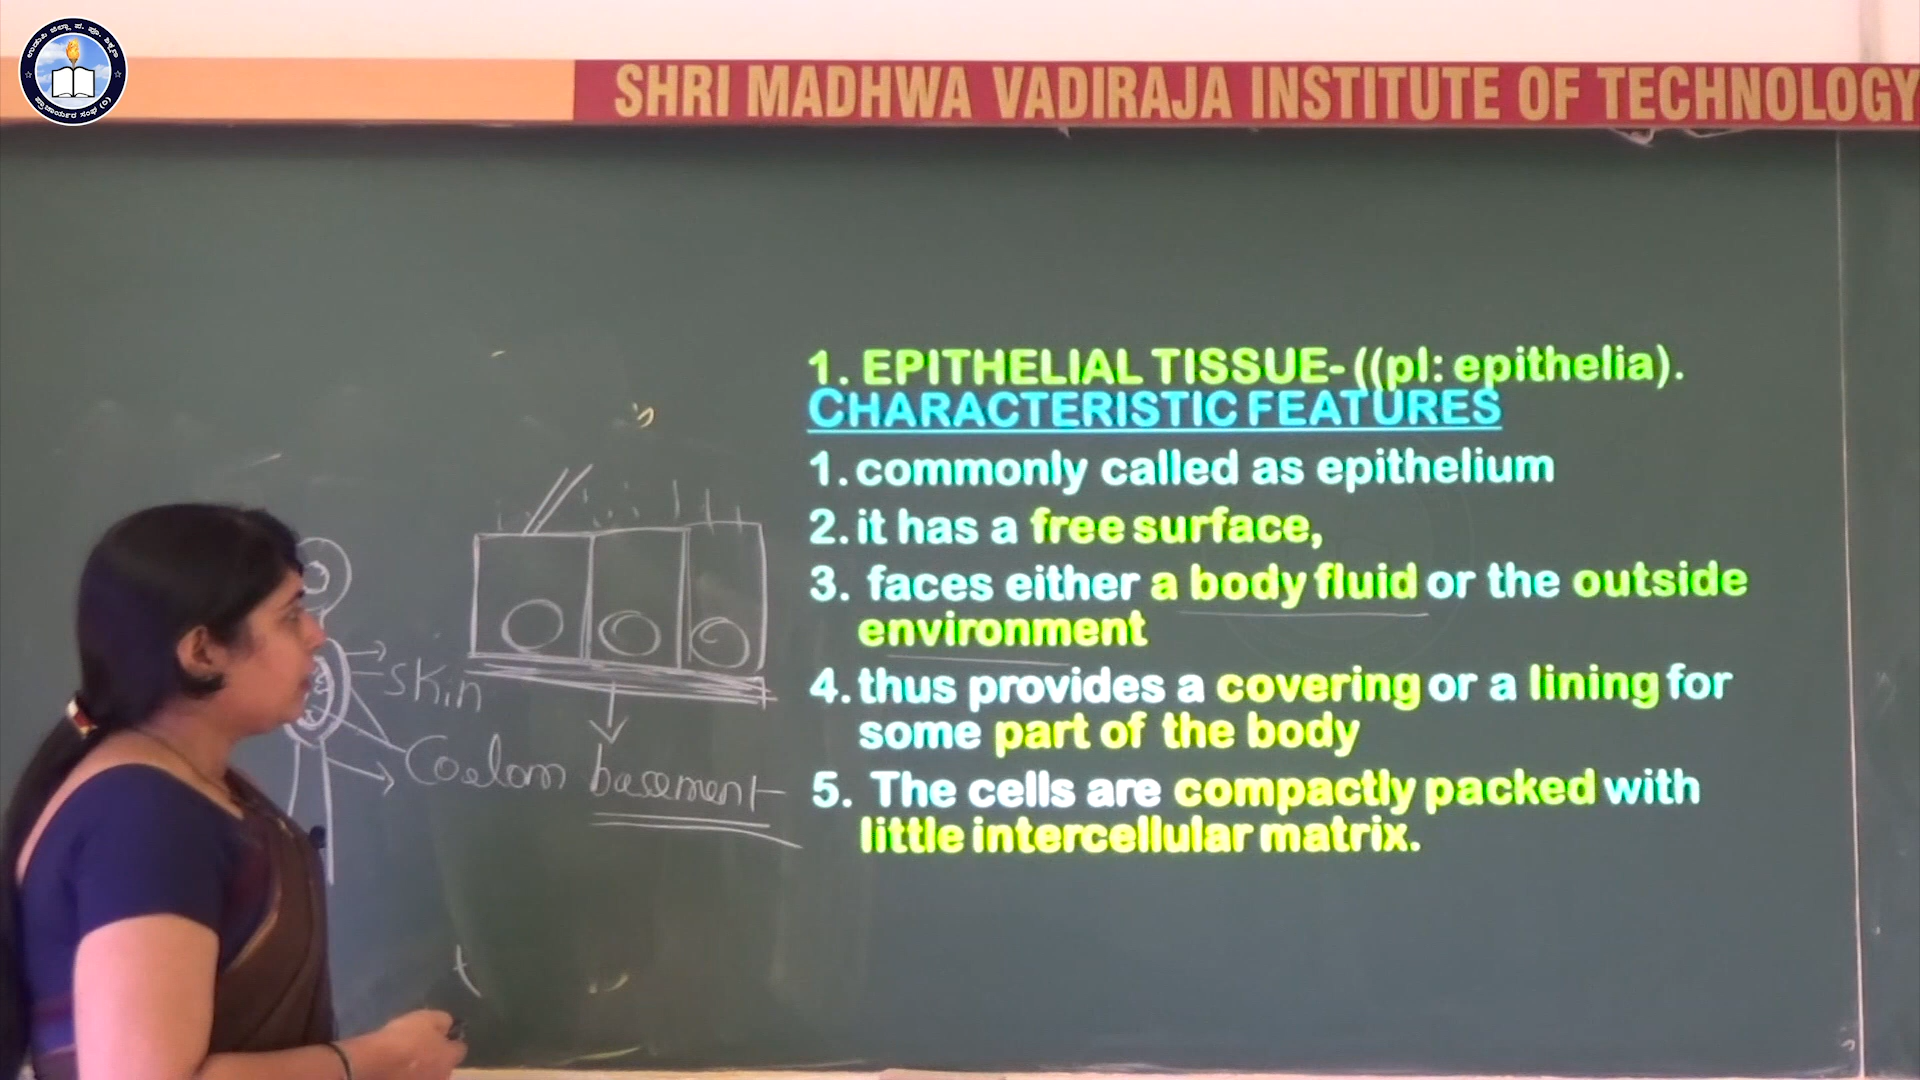 ಉಡುಪಿ ಜಿಲ್ಲಾ ಪ. ಪೂ. ಶಿಕ್ಷಣ
ಪ್ರಾಚಾರ್ಯರ ಸಂಘ (ರಿ)
SHRI MADHWA VADIRAJA INSTITUTE OF TECHNOLOGY
1. EPITHELIAL TISSUE- ((pl: epithelia).
CHARACTERISTIC FEATURES
1. commonly called as epithelium
2. it has a free surface,
3. faces either a body fluid or the outside
environment
4. thus provides a covering or a lining for
some part of the body
5. The cells are compactly packed with
little intercellular matrix.
skin
Coelom
basement